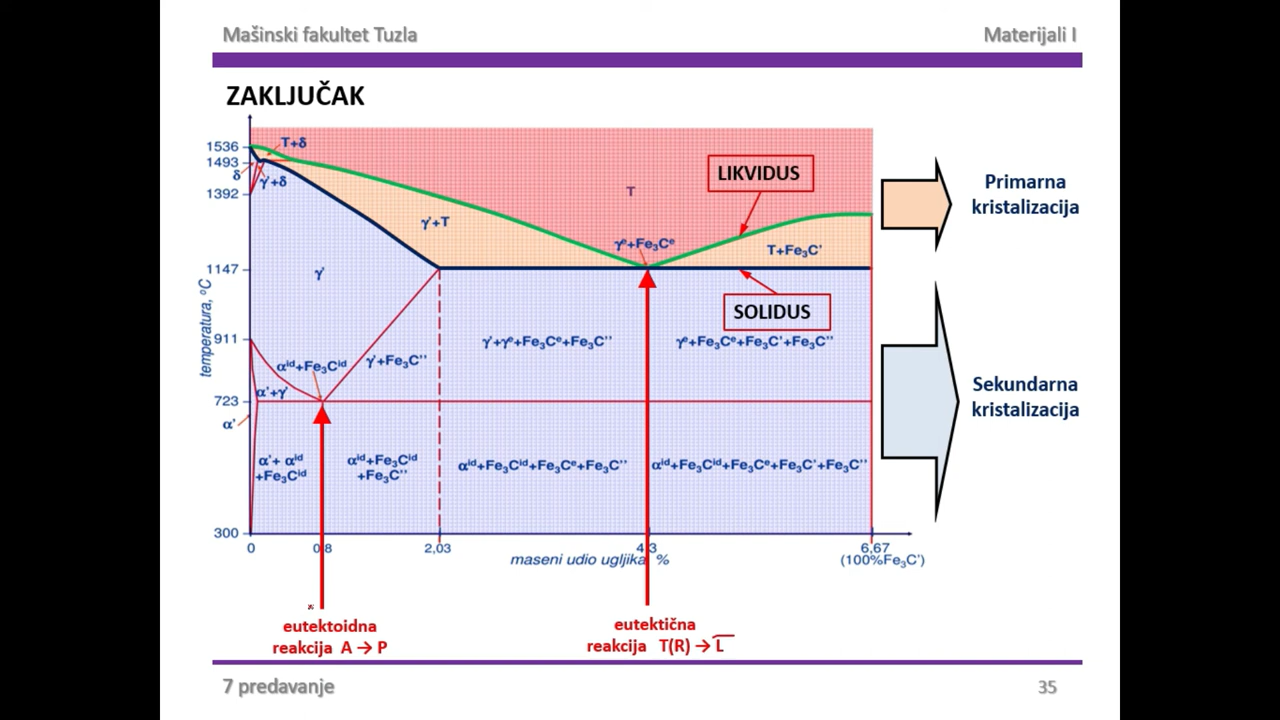 Mašinski fakultet Tuzla
Materijali I
ZAKLJUČAK
1536
1493
1392
1147
911
723
300
temperatura, °C
T+δ
δ
γ'+δ
T
LIKVIDUS
γ'+T
γᵉ+Fe₃Cᵉ
T+Fe₃C'
γ'
SOLIDUS
γ'+γᵉ+Fe₃Cᵉ+Fe₃C''
γᵉ+Fe₃Cᵉ+Fe₃C'+Fe₃C''
αⁱᵈ+Fe₃Cⁱᵈ
γ'+Fe₃C''
α'+γ'
α'
α'+ αⁱᵈ
+Fe₃Cⁱᵈ
αⁱᵈ+Fe₃Cⁱᵈ
+Fe₃C''
αⁱᵈ+Fe₃Cⁱᵈ+Fe₃Cᵉ+Fe₃C''
αⁱᵈ+Fe₃Cⁱᵈ+Fe₃Cᵉ+Fe₃C'+Fe₃C''
0
0,8
2,03
4,3
6,67
maseni udio ugljika, %
(100%Fe₃C')
Primarna
kristalizacija
Sekundarna
kristalizacija
eutektoidna
reakcija A → P
eutektična
reakcija T(R) → L
7 predavanje
35